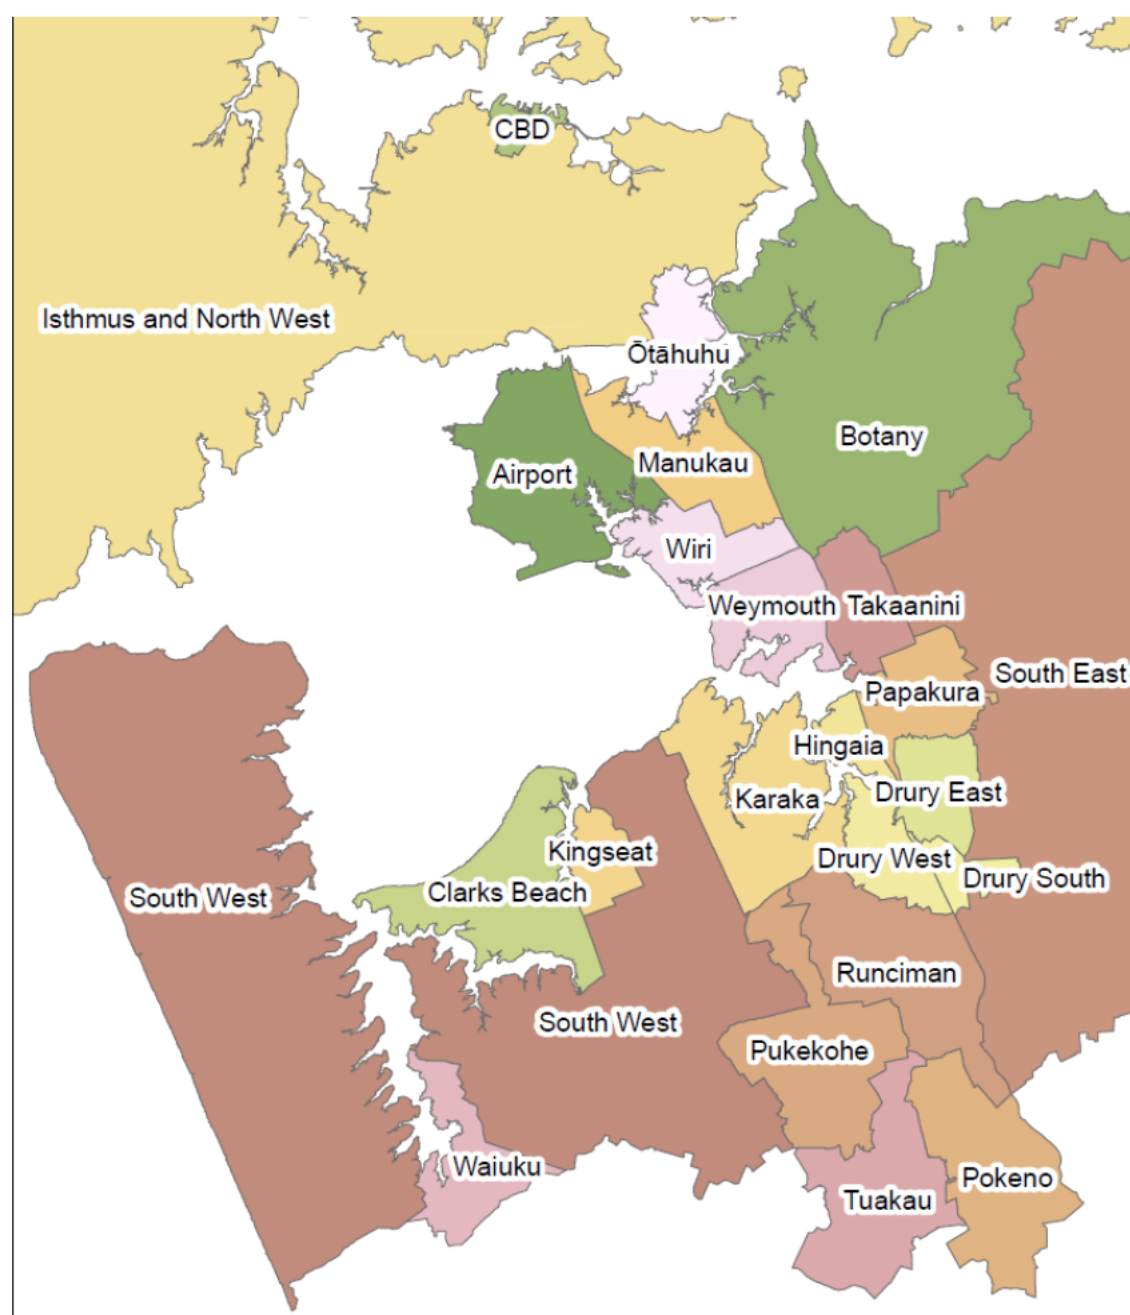 CBD
Isthmus and North West
Ōtāhuhu
Botany
Manukau
Airport
Wiri
Weymouth
Takaanini
South East
Papakura
Hingaia
Drury East
Karaka
Kingseat
Drury West
Drury South
Clarks Beach
South West
Runciman
South West
Pukekohe
Waiuku
Pokeno
Tuakau